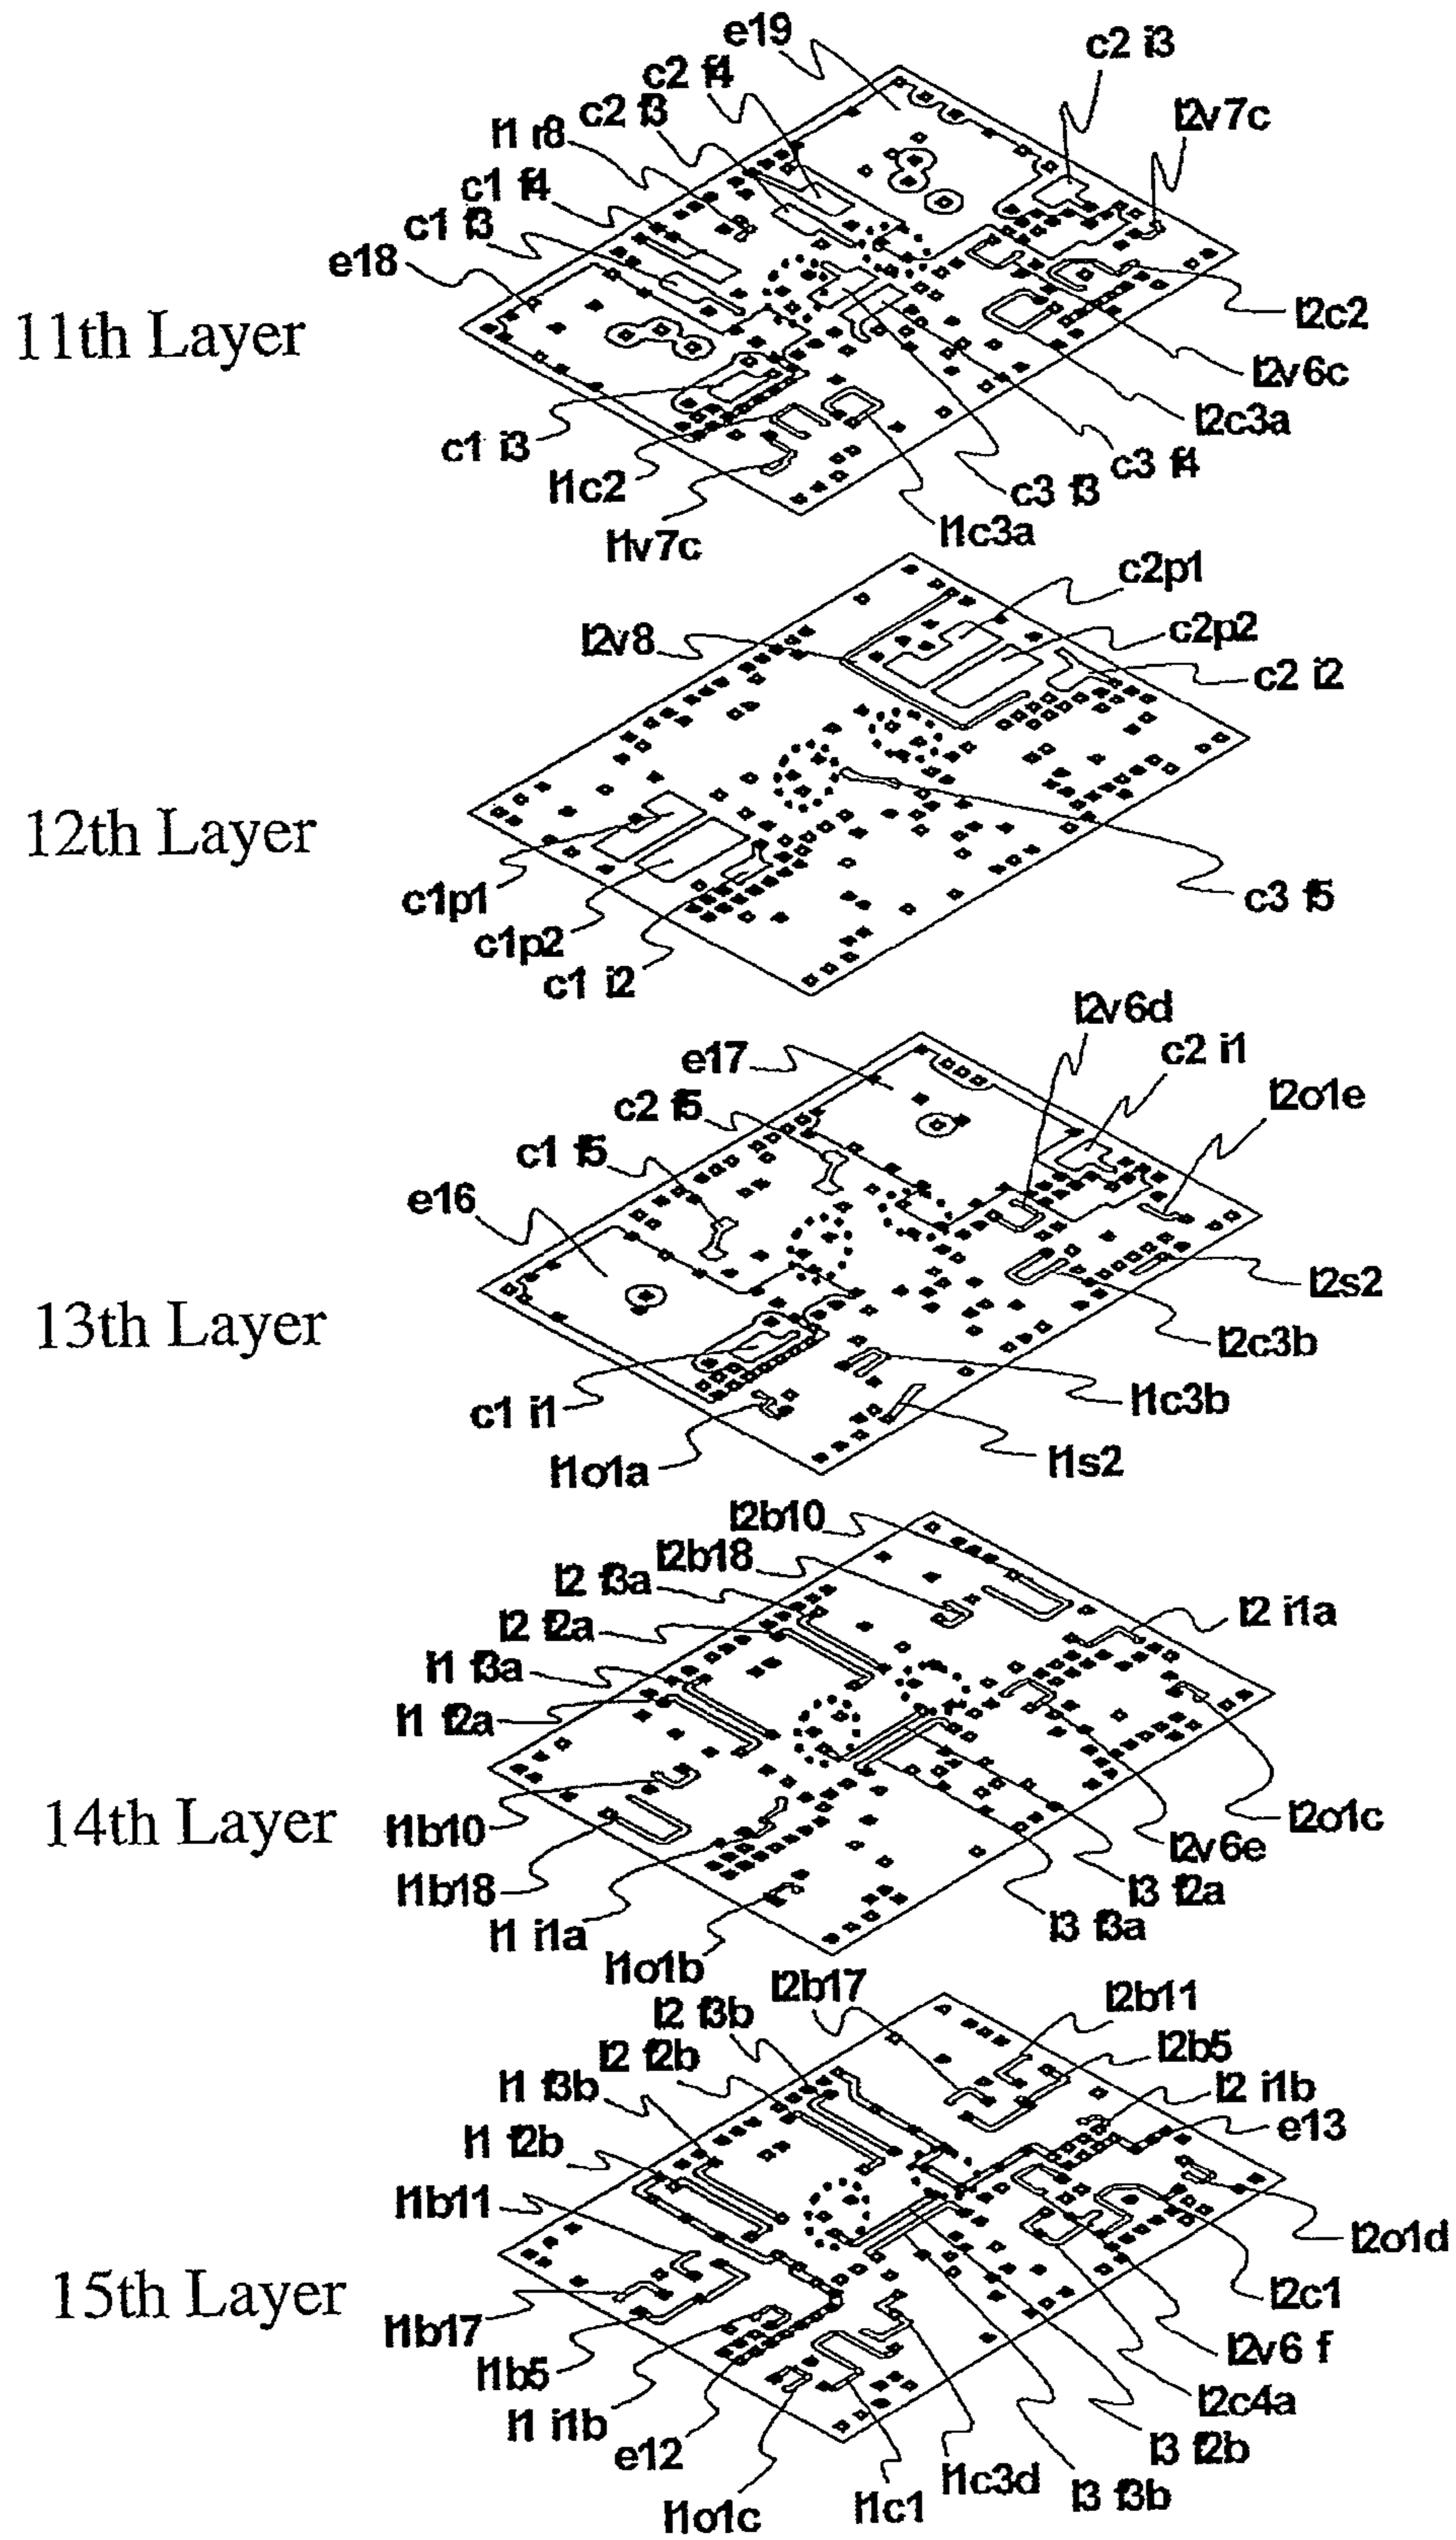 e19
c2 i3
c2 f4
c2 f3
l2v7c
l1 r8
c1 f4
c1 f3
e18
11th Layer
l2c2
l2v6c
l2c3a
c1 i3
c3 f4
l1c2
c3 f3
l1c3a
l1v7c
c2p1
c2p2
l2v8
c2 i2
12th Layer
c1p1
c3 f5
c1p2
c1 i2
l2v6d
e17
c2 i1
c2 f5
l2o1e
c1 f5
e16
l2s2
13th Layer
l2c3b
l1c3b
c1 i1
l1s2
l1o1a
l2b10
l2b18
l2 f3a
l2 f2a
l2 i1a
l1 f3a
l1 f2a
14th Layer
l2o1c
l1b10
l2v6e
l1b18
l3 f2a
l3 f3a
l1 i1a
l1o1b
l2b17
l2b11
l2 f3b
l2b5
l2 f2b
l2 i1b
l1 f3b
e13
l1 f2b
l1b11
l2o1d
15th Layer
l2c1
l1b17
l2v6 f
l1b5
l2c4a
l1 i1b
l3 f2b
e12
l1c3d
l3 f3b
l1c1
l1o1c